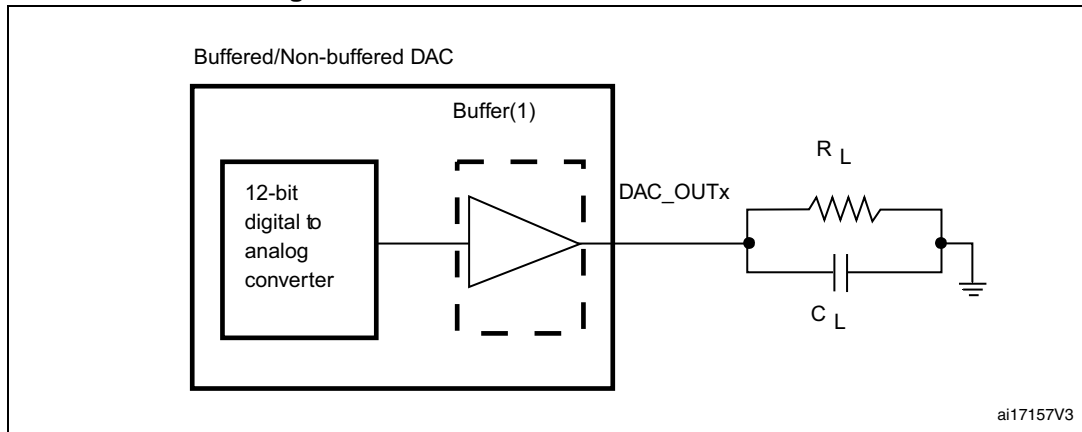 Buffered/Non-buffered DAC
Buffer(1)
12-bit
digital to
analog
converter
DAC_OUTx
R L
C L
ai17157V3